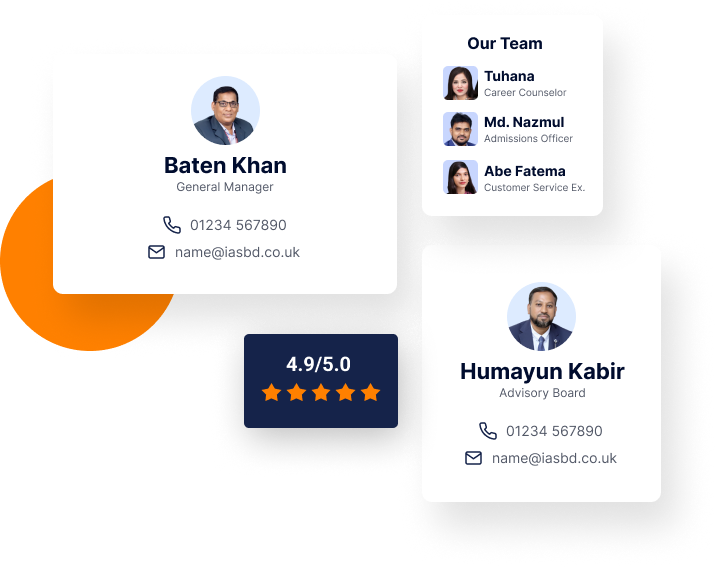 Our Team
Tuhana
Career Counselor
Md. Nazmul
Admissions Officer
Abe Fatema
Customer Service Ex.
Baten Khan
General Manager
01234 567890
name@iasbd.co.uk
4.9/5.0
Humayun Kabir
Advisory Board
01234 567890
name@iasbd.co.uk